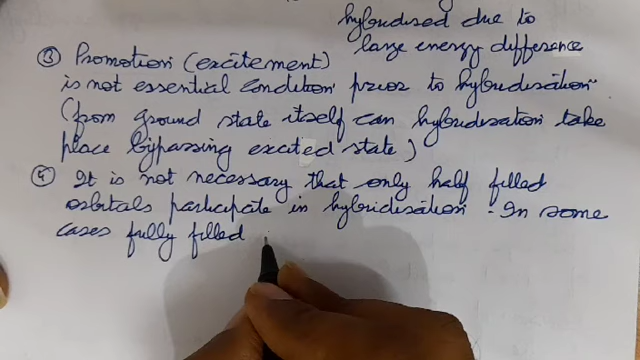 hybridised due to
large energy difference
③ Promotion (excitement)
is not essential condition prior to hybridisation
(from ground state itself can hybridisation take
place bypassing excited state)
④ It is not necessary that only half filled
orbitals participate in hybridisation. In some
cases fully filled